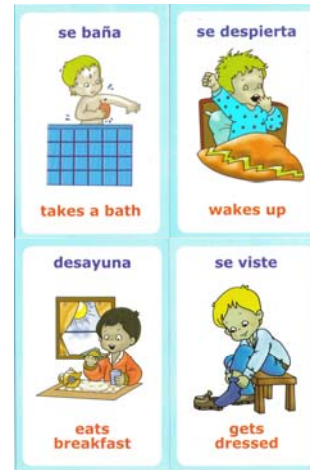 se baña
takes a bath
se despierta
wakes up
desayuna
eats
breakfast
se viste
gets
dressed